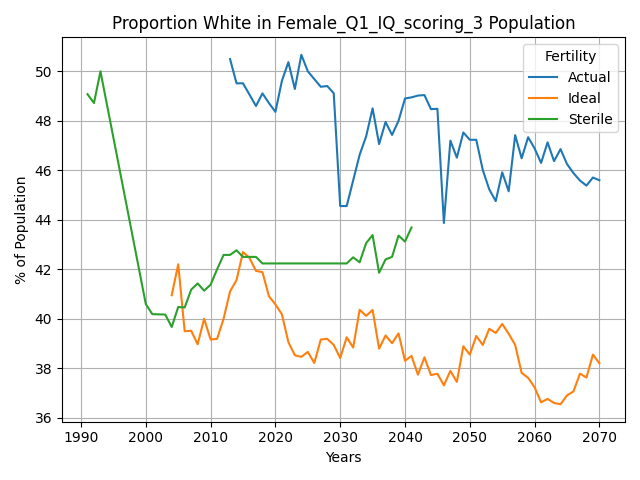 Proportion White in Female_Q1_IQ_scoring_3 Population
Fertility
Actual
Ideal
Sterile
% of Population
50
48
46
44
42
40
38
36
1990 2000 2010 2020 2030 2040 2050 2060 2070
Years